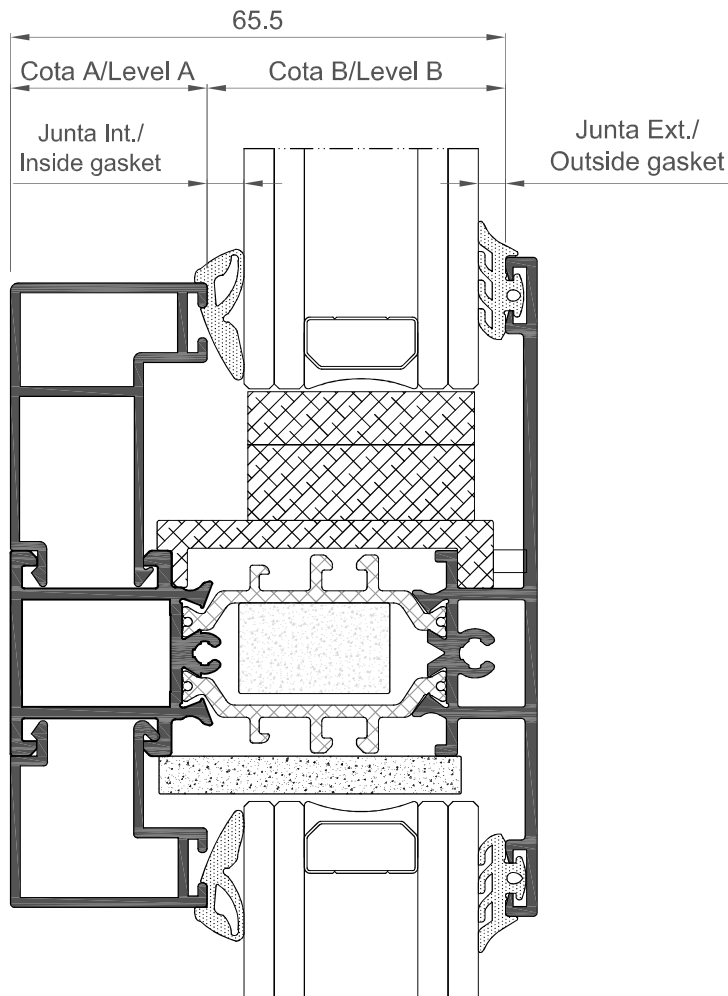 65.5
Cota A/Level A
Cota B/Level B
Junta Int./
Inside gasket
Junta Ext./
Outside gasket